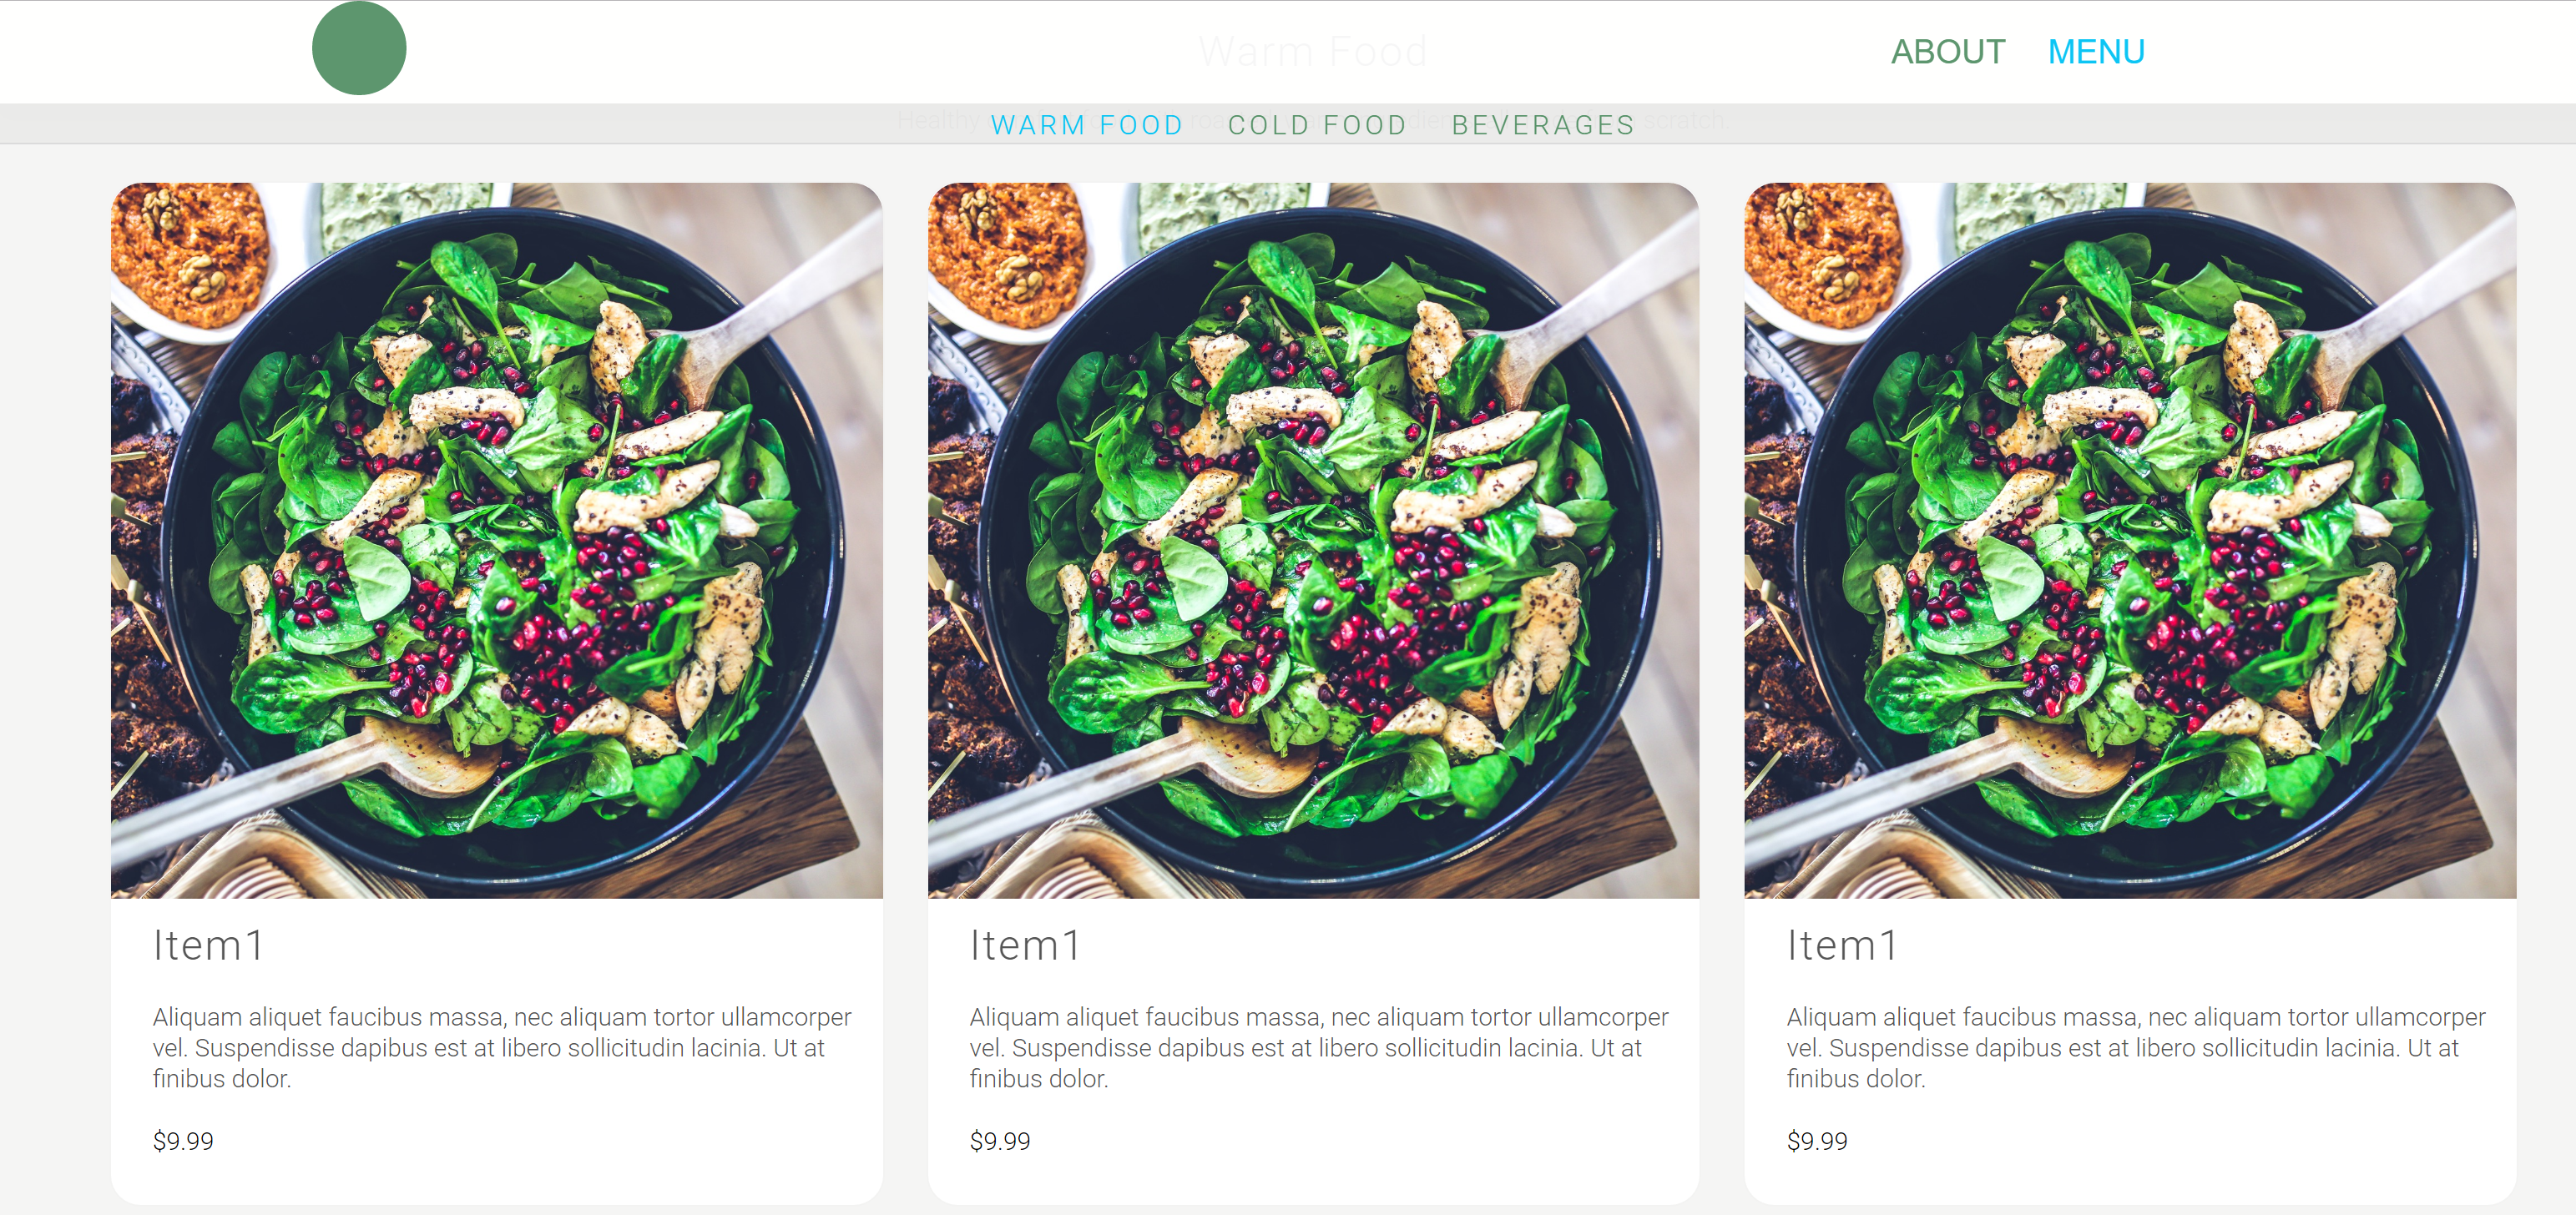 Warm Food
ABOUT MENU
Healthy
scratch
WARM FOOD COLD FOOD BEVERAGES
Item1
Aliquam aliquet faucibus massa, nec aliquam tortor ullamcorper
vel. Suspendisse dapibus est at libero sollicitudin lacinia. Ut at
finibus dolor.
$9.99
Item1
Aliquam aliquet faucibus massa, nec aliquam tortor ullamcorper
vel. Suspendisse dapibus est at libero sollicitudin lacinia. Ut at
finibus dolor.
$9.99
Item1
Aliquam aliquet faucibus massa, nec aliquam tortor ullamcorper
vel. Suspendisse dapibus est at libero sollicitudin lacinia. Ut at
finibus dolor.
$9.99